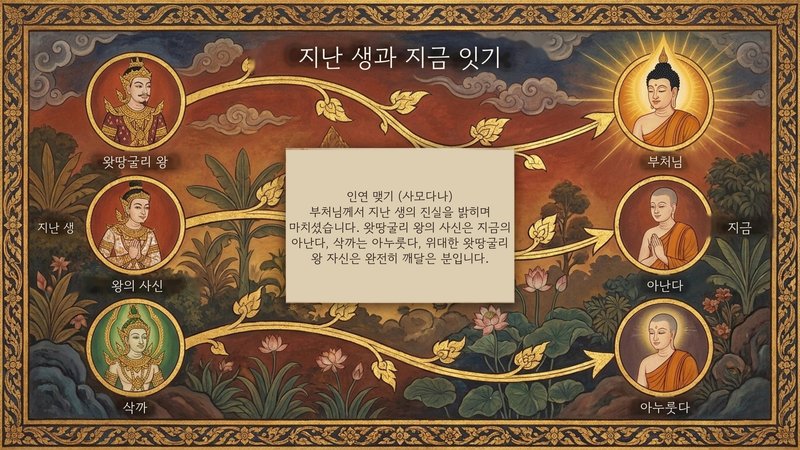 지난 생과 지금 잇기
왓땅굴리 왕
부처님
인연 맺기 (사모다나)
부처님께서 지난 생의 진실을 밝히며
마치셨습니다. 왓땅굴리 왕의 사신은 지금의
아난다, 삭까는 아누룻다, 위대한 왓땅굴리
왕 자신은 완전히 깨달은 분입니다.
지난 생
지금
왕의 사신
아난다
삭까
아누룻다